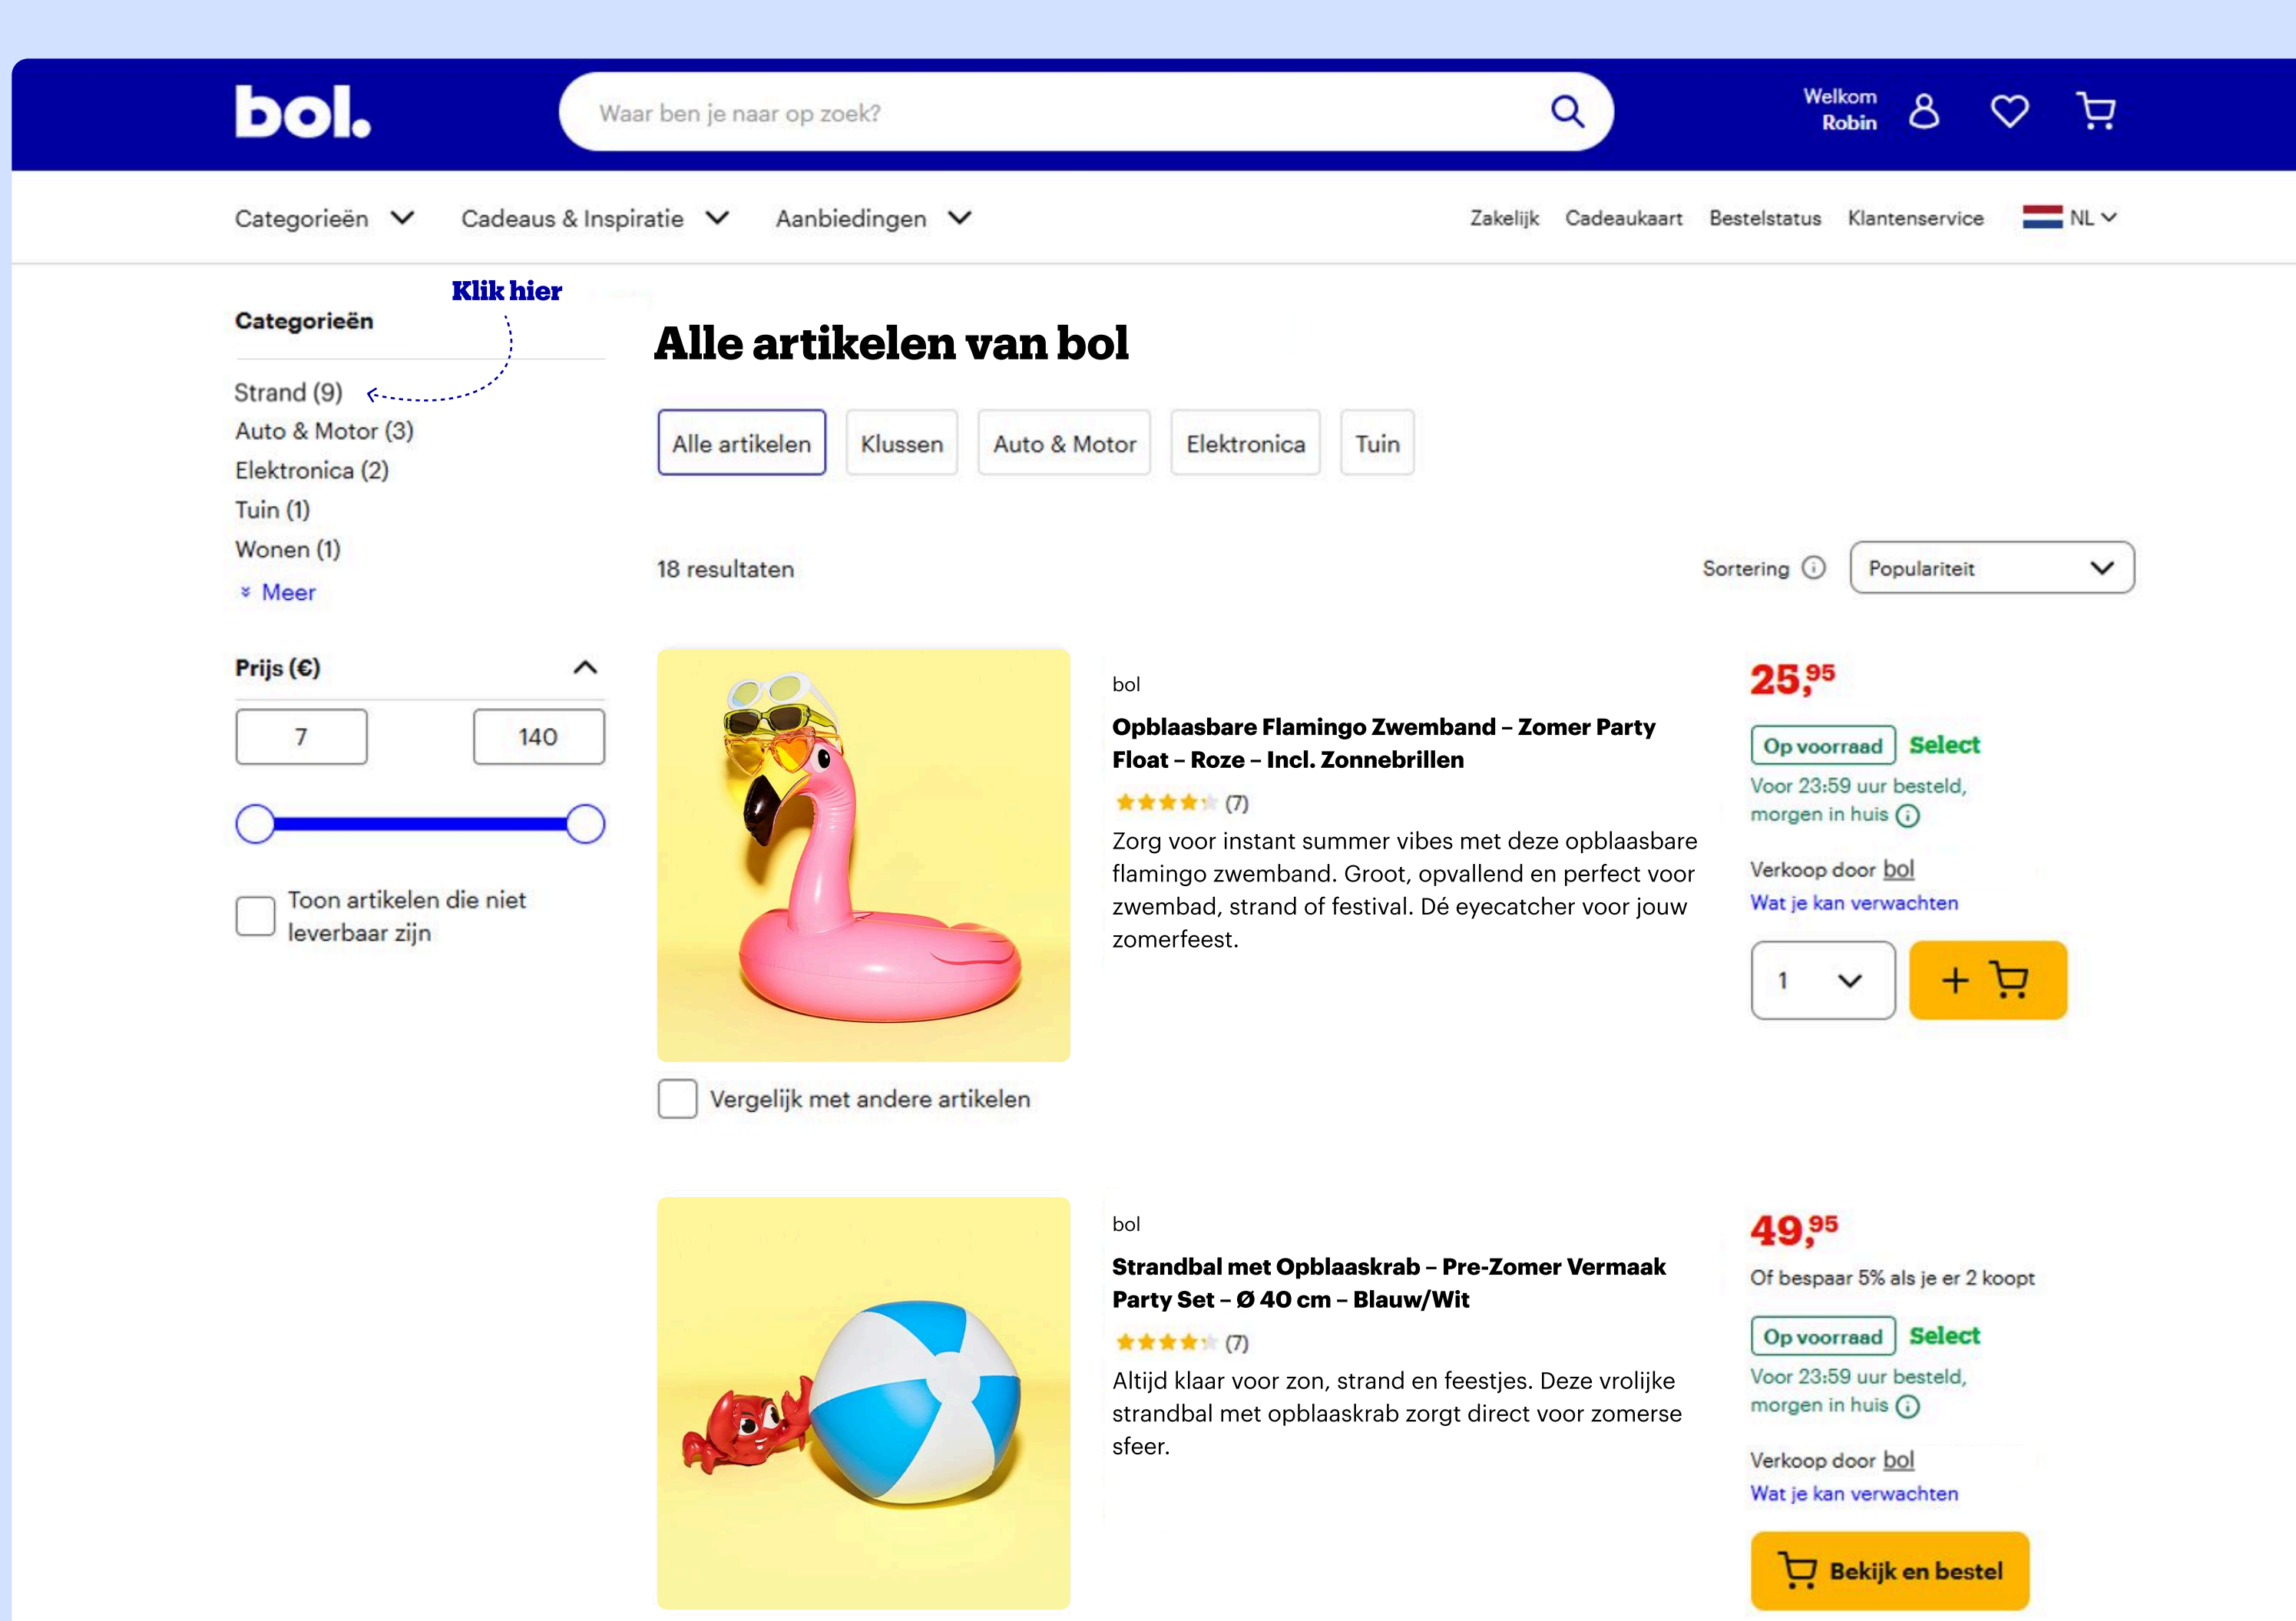 bol.
Waar ben je naar op zoek?
Welkom
Robin
Categorieën
Cadeaus & Inspiratie
Aanbiedingen
Zakelijk
Cadeaukaart
Bestelstatus
Klantenservice
NL
Klik hier
Categorieën
Strand (9)
Auto & Motor (3)
Elektronica (2)
Tuin (1)
Wonen (1)
Meer
Prijs (€)
7
140
Toon artikelen die niet
leverbaar zijn
Alle artikelen van bol
Alle artikelen
Klussen
Auto & Motor
Elektronica
Tuin
18 resultaten
Sortering
Populariteit
bol
Opblaasbare Flamingo Zwemband – Zomer Party
Float – Roze – Incl. Zonnebrillen
(7)
Zorg voor instant summer vibes met deze opblaasbare
flamingo zwemband. Groot, opvallend en perfect voor
zwembad, strand of festival. Dé eyecatcher voor jouw
zomerfeest.
25,95
Op voorraad Select
Voor 23:59 uur besteld,
morgen in huis
Verkoop door bol
Wat je kan verwachten
1
+
Vergelijk met andere artikelen
bol
Strandbal met Opblaaskrab – Pre-Zomer Vermaak
Party Set – Ø 40 cm – Blauw/Wit
(7)
Altijd klaar voor zon, strand en feestjes. Deze vrolijke
strandbal met opblaaskrab zorgt direct voor zomerse
sfeer.
49,95
Of bespaar 5% als je er 2 koopt
Op voorraad Select
Voor 23:59 uur besteld,
morgen in huis
Verkoop door bol
Wat je kan verwachten
Bekijk en bestel